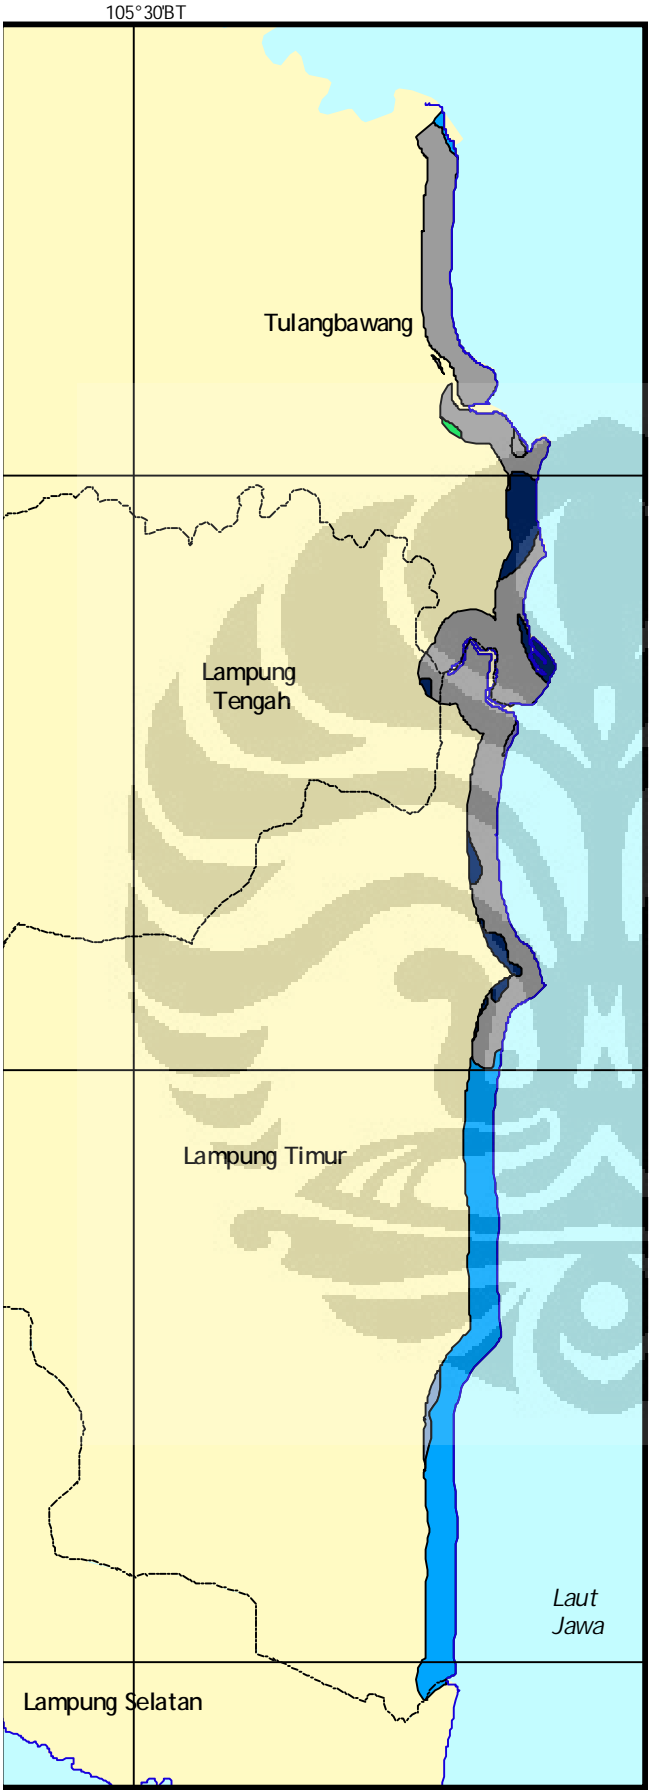 105°30'BT
Tulangbawang
Lampung
Tengah
Lampung Timur
Laut
Jawa
Lampung Selatan